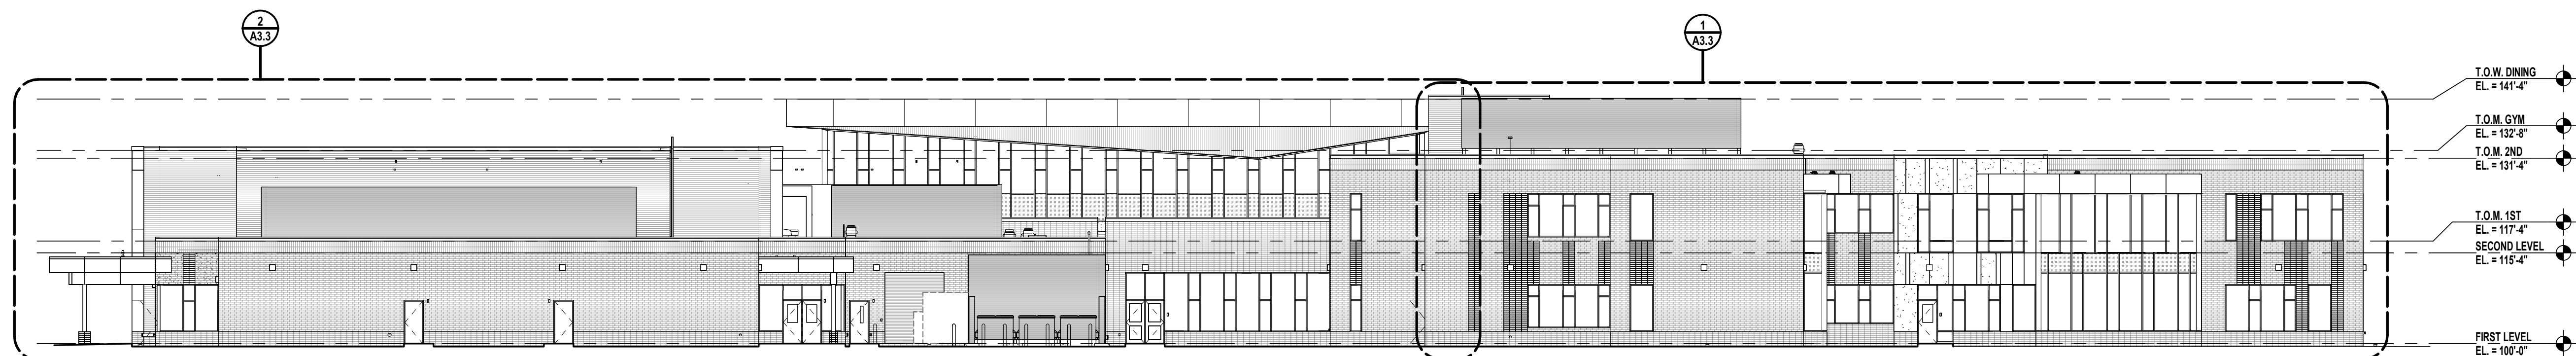 2
A3.3
1
A3.3
T.O.W. DINING
EL. = 141'-4"
T.O.M. GYM
EL. = 132'-8"
T.O.M. 2ND
EL. = 131'-4"
T.O.M. 1ST
EL. = 117'-4"
SECOND LEVEL
EL. = 115'-4"
FIRST LEVEL
EL. = 100'-0"